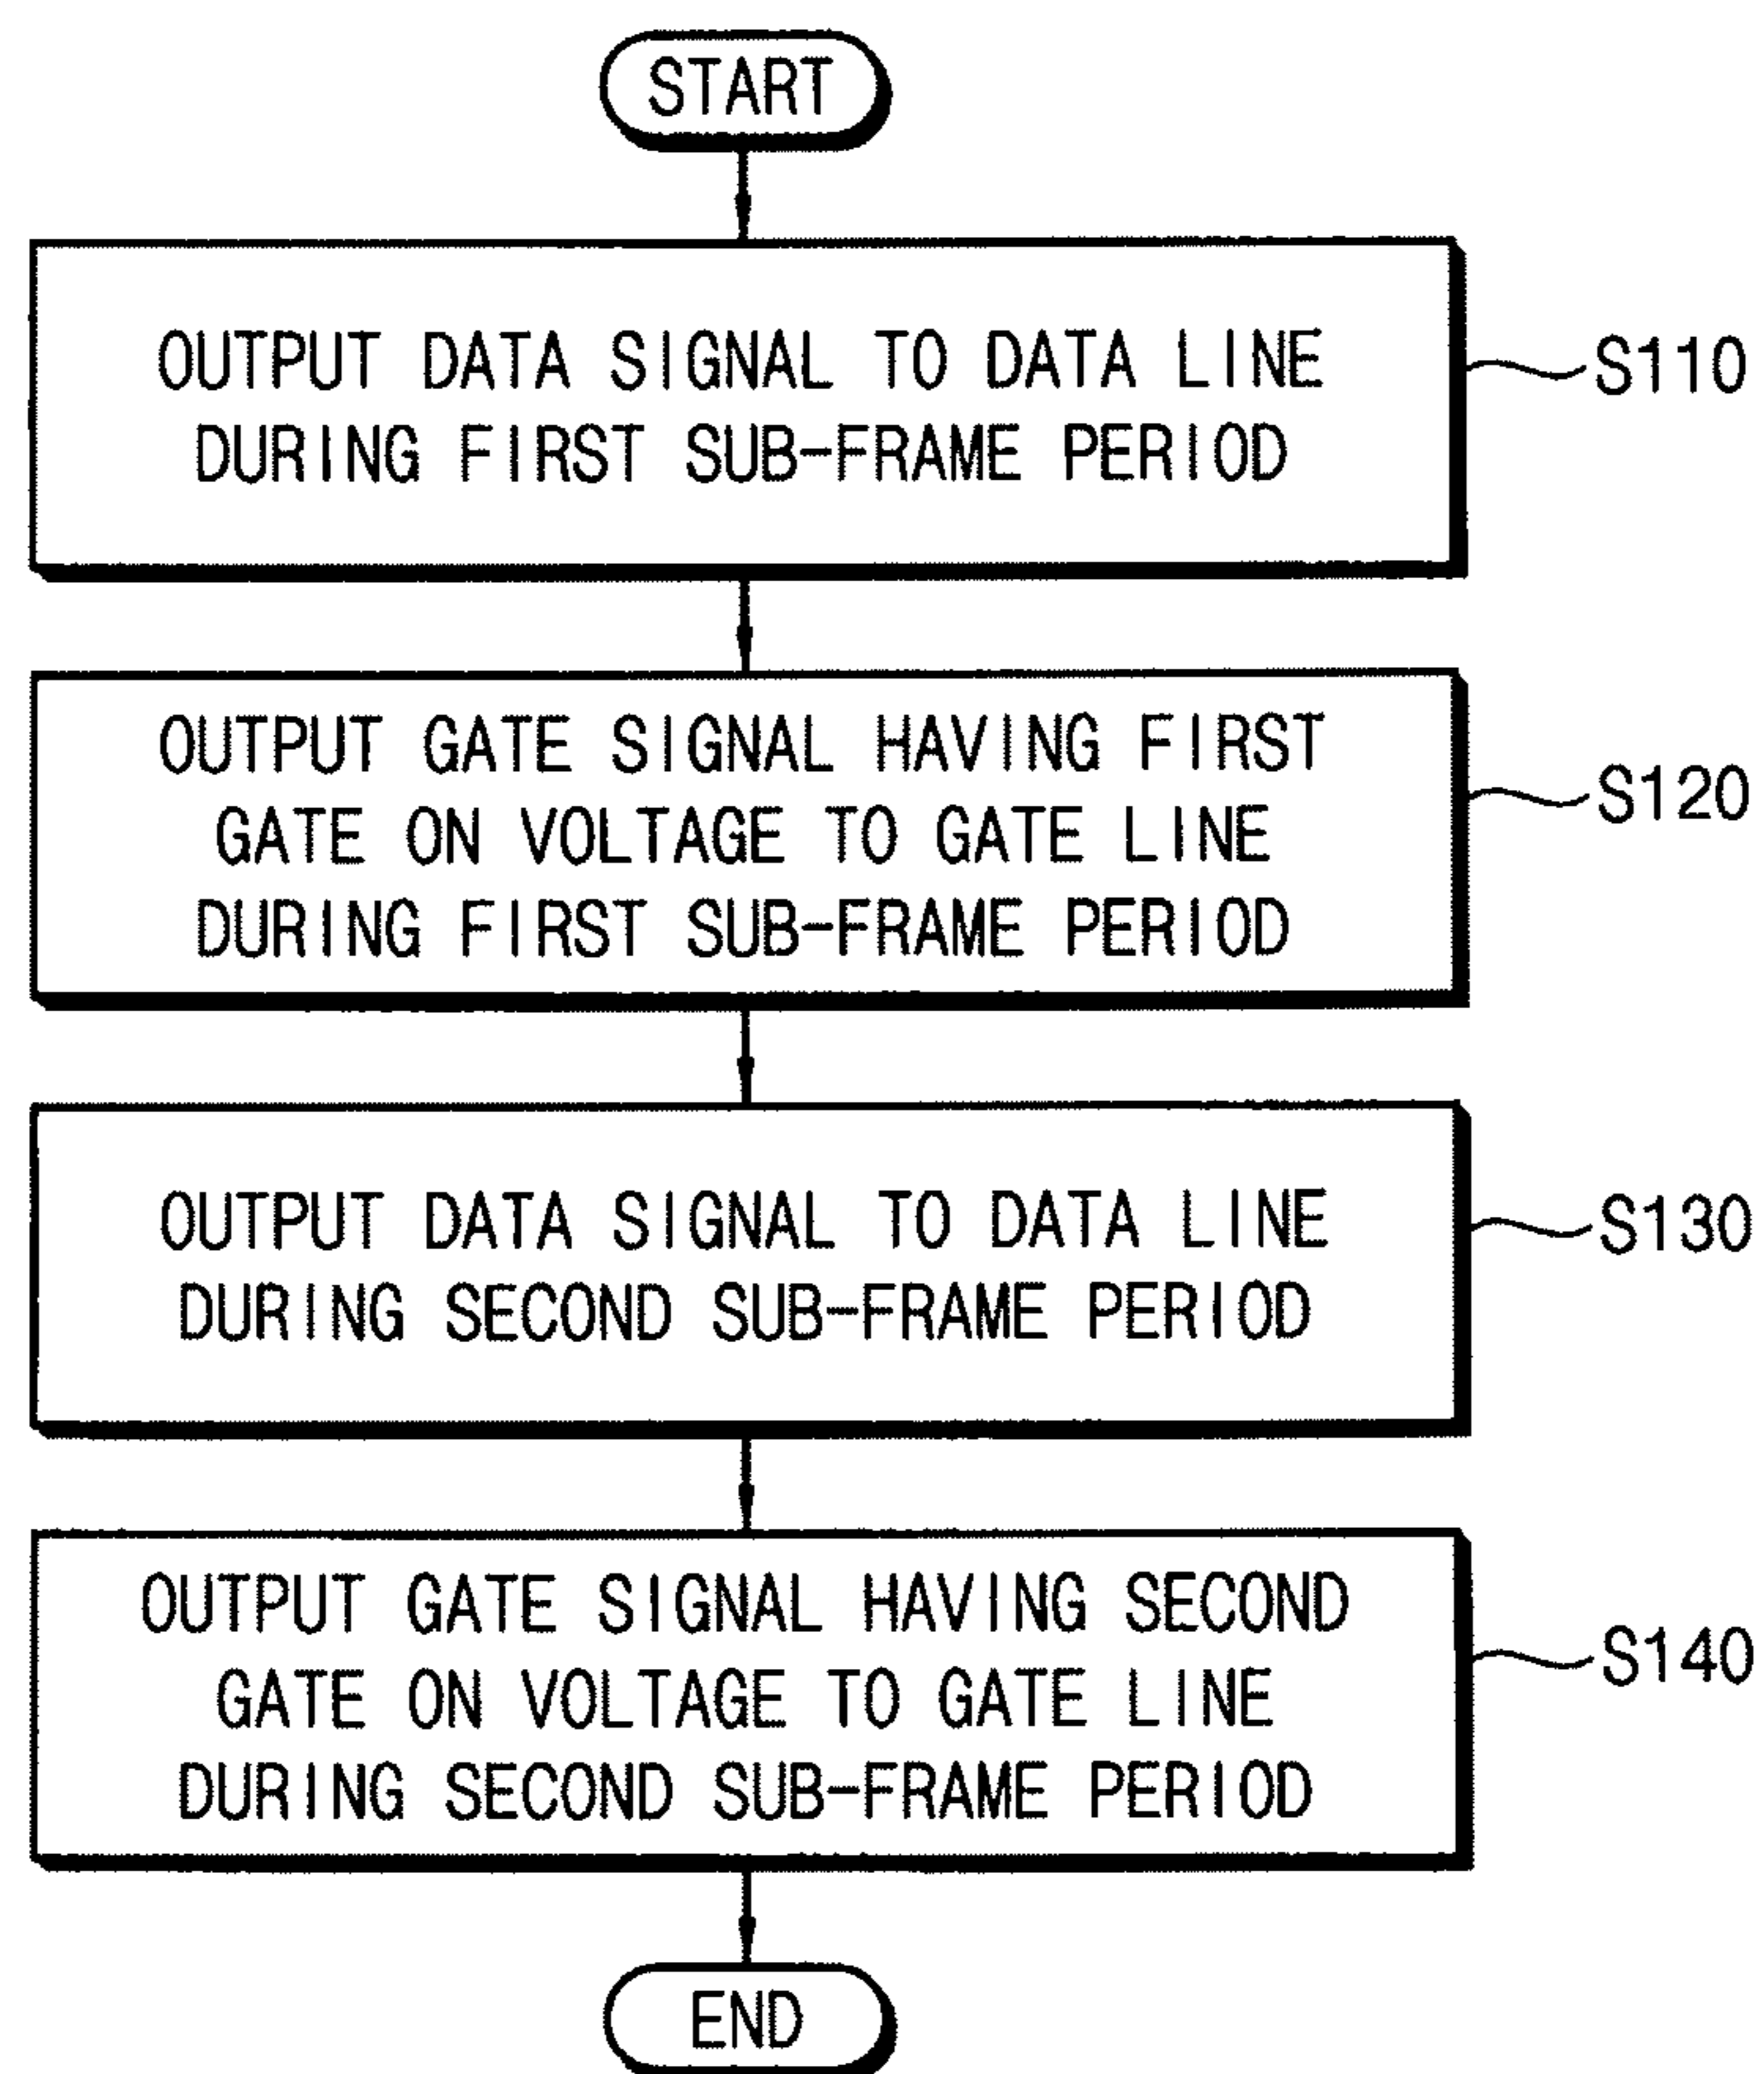 START
OUTPUT DATA SIGNAL TO DATA LINE
DURING FIRST SUB-FRAME PERIOD
S110
OUTPUT GATE SIGNAL HAVING FIRST
GATE ON VOLTAGE TO GATE LINE
DURING FIRST SUB-FRAME PERIOD
S120
OUTPUT DATA SIGNAL TO DATA LINE
DURING SECOND SUB-FRAME PERIOD
S130
OUTPUT GATE SIGNAL HAVING SECOND
GATE ON VOLTAGE TO GATE LINE
DURING SECOND SUB-FRAME PERIOD
S140
END